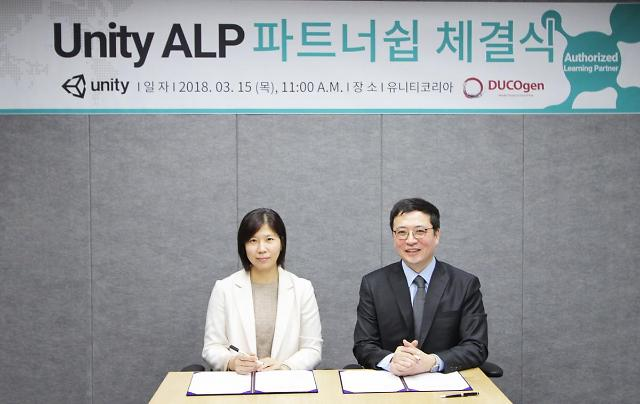 Unity ALP 파트너쉽 체결식
Authorized
Learning Partner
unity
I 일 자 I 2018. 03. 15 (목), 11:00 A.M. I 장 소 I 유니티코리아
DUCOgen